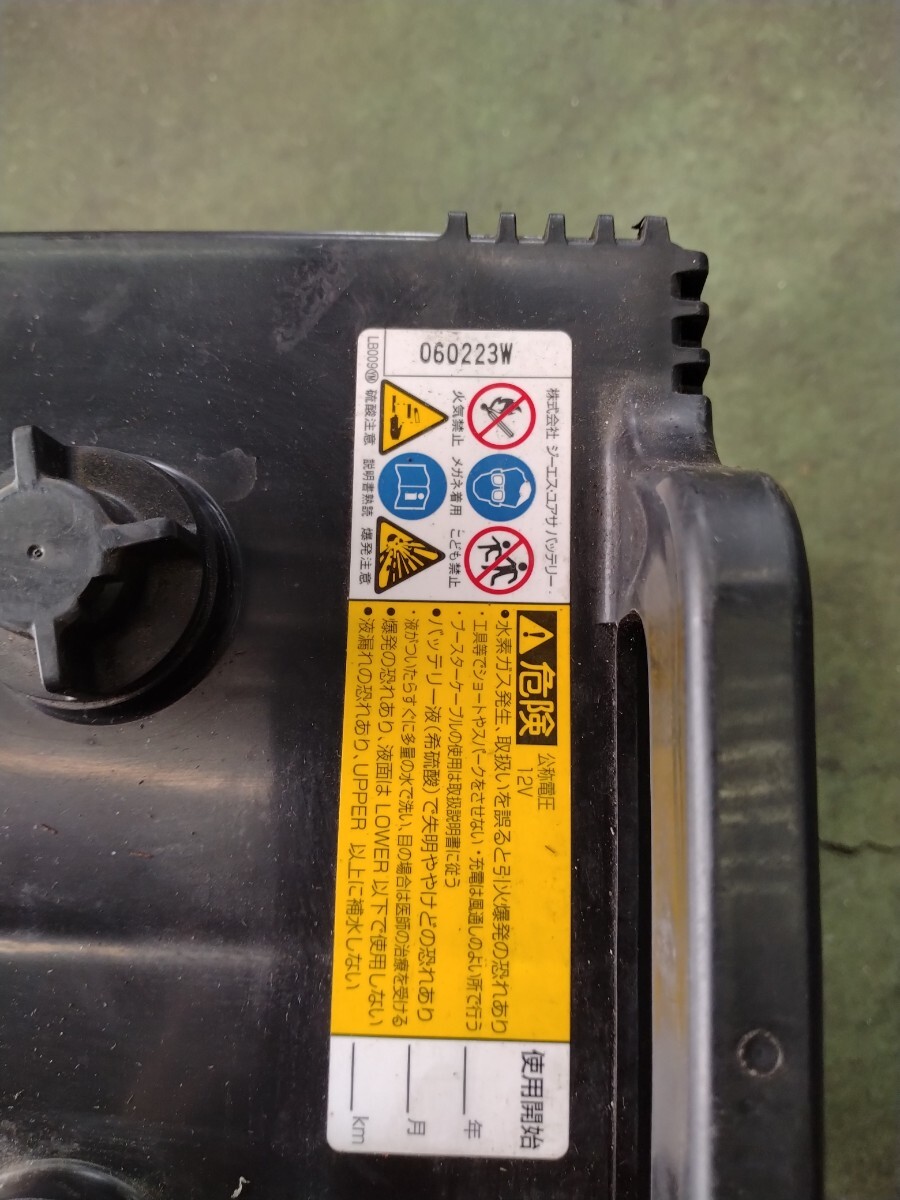 060223W
LB009 YM
株式会社 ジーエス・ユアサ バッテリー
火気禁止 メガネ着用 こども禁止
硫酸注意 説明書熟読 爆発注意
危険 公称電圧
12V
●水素ガス発生、取扱いを誤ると引火爆発の恐れあり
・工具等でショートやスパークをさせない・充電は風通しのよい所で行う
・ブースターケーブルの使用は取扱説明書に従う
●バッテリー液(希硫酸)で失明ややけどの恐れあり
・液がついたらすぐに多量の水で洗い、目の場合は医師の治療を受ける
●爆発の恐れあり、液面は LOWER 以下で使用しない
●液漏れの恐れあり、UPPER 以上に補水しない
使用開始
年
月
km